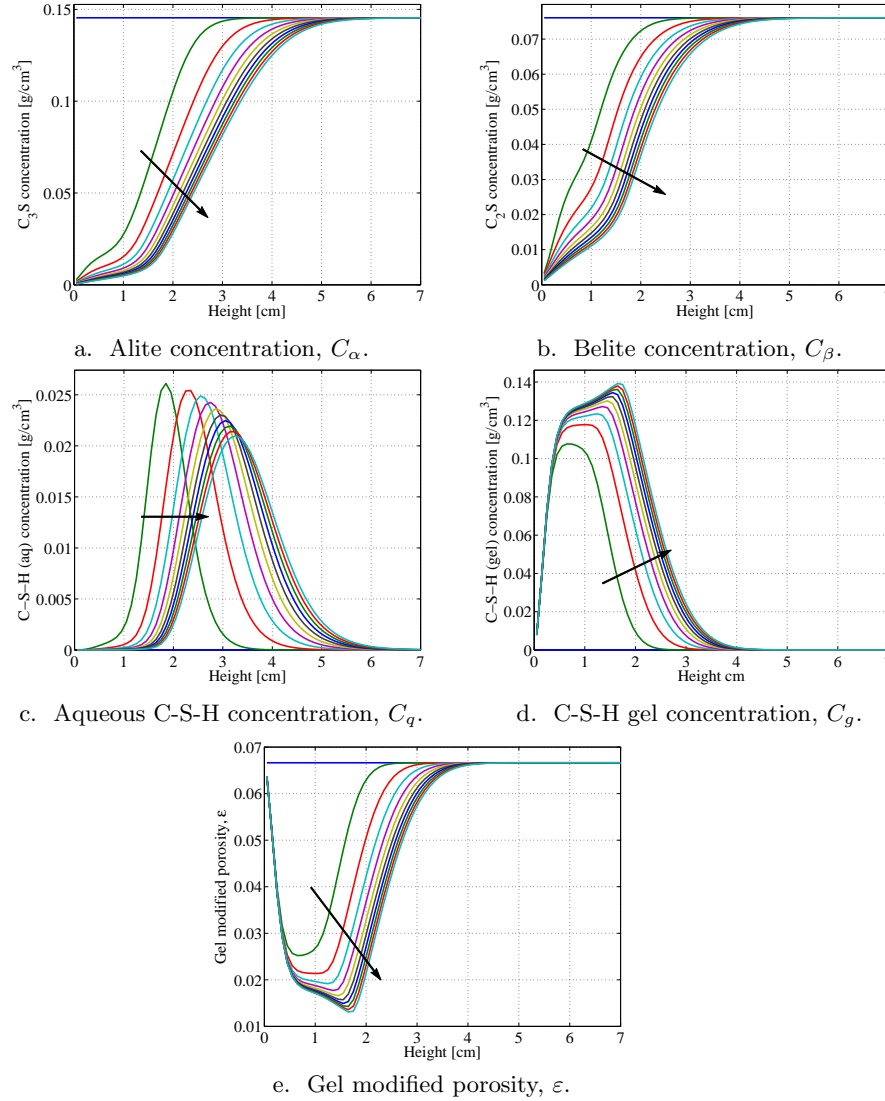 0.15
0.1
0.05
0
0 1 2 3 4 5 6 7
Height [cm]
C3S concentration [g/cm3]
a. Alite concentration, Cα.
0.07
0.06
0.05
0.04
0.03
0.02
0.01
0
0 1 2 3 4 5 6 7
Height [cm]
C2S concentration [g/cm3]
b. Belite concentration, Cβ.
0.025
0.02
0.015
0.01
0.005
0
0 1 2 3 4 5 6 7
Height [cm]
C−S−H (aq) concentration [g/cm3]
c. Aqueous C-S-H concentration, Cq.
0.14
0.12
0.1
0.08
0.06
0.04
0.02
0
0 1 2 3 4 5 6 7
Height cm
C−S−H (gel) concentration [g/cm3]
d. C-S-H gel concentration, Cg.
0.07
0.06
0.05
0.04
0.03
0.02
0.01
0 1 2 3 4 5 6 7
Height [cm]
Gel modified porosity, ε
e. Gel modified porosity, ε.